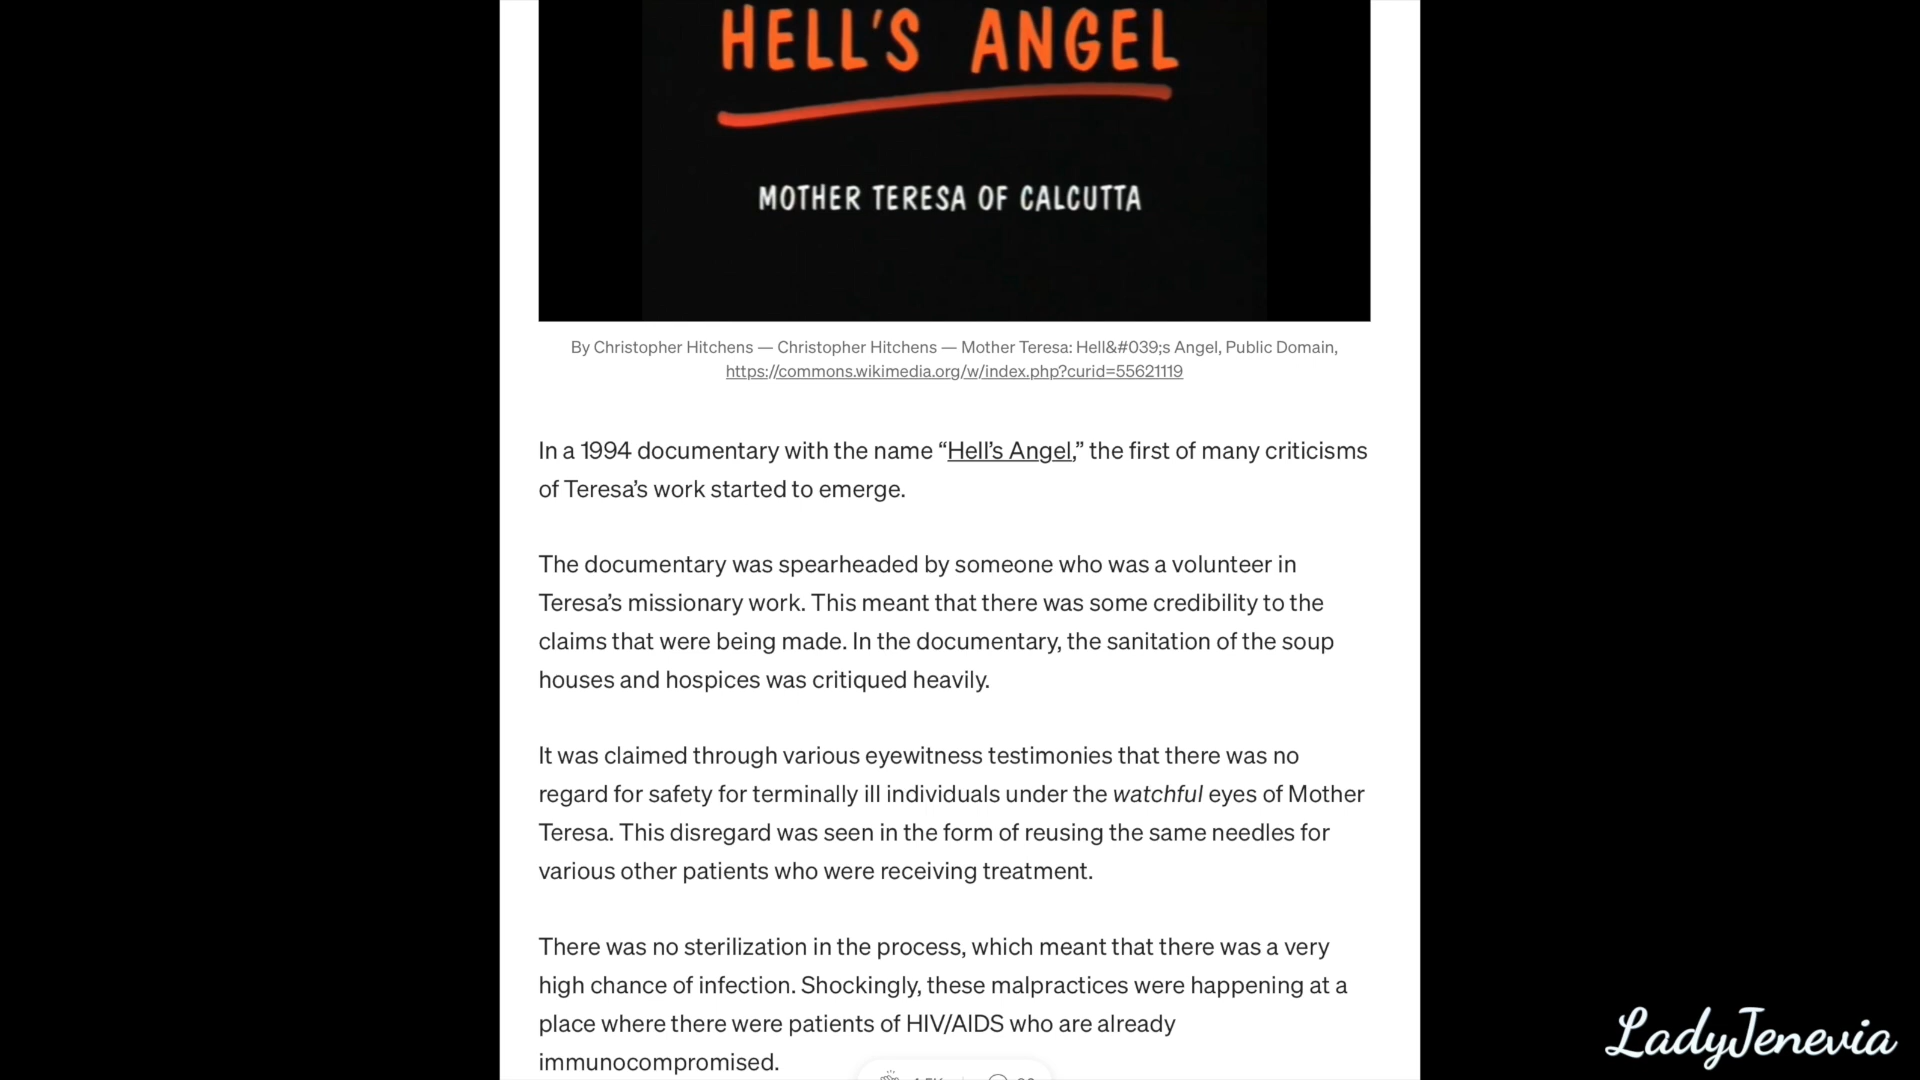 HELL'S ANGEL
MOTHER TERESA OF CALCUTTA
By Christopher Hitchens — Christopher Hitchens — Mother Teresa: Hell&#039;s Angel, Public Domain,
https://commons.wikimedia.org/w/index.php?curid=55621119
In a 1994 documentary with the name “Hell’s Angel,” the first of many criticisms
of Teresa’s work started to emerge.
The documentary was spearheaded by someone who was a volunteer in
Teresa’s missionary work. This meant that there was some credibility to the
claims that were being made. In the documentary, the sanitation of the soup
houses and hospices was critiqued heavily.
It was claimed through various eyewitness testimonies that there was no
regard for safety for terminally ill individuals under the watchful eyes of Mother
Teresa. This disregard was seen in the form of reusing the same needles for
various other patients who were receiving treatment.
There was no sterilization in the process, which meant that there was a very
high chance of infection. Shockingly, these malpractices were happening at a
place where there were patients of HIV/AIDS who are already
immunocompromised.
LadyJenevia